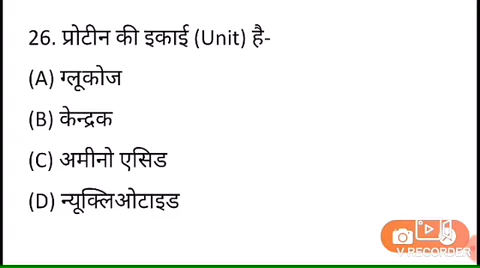 26. प्रोटीन की इकाई (Unit) है-
(A) ग्लूकोज
(B) केन्द्रक
(C) अमीनो एसिड
(D) न्यूक्लिओटाइड
V RECORDER